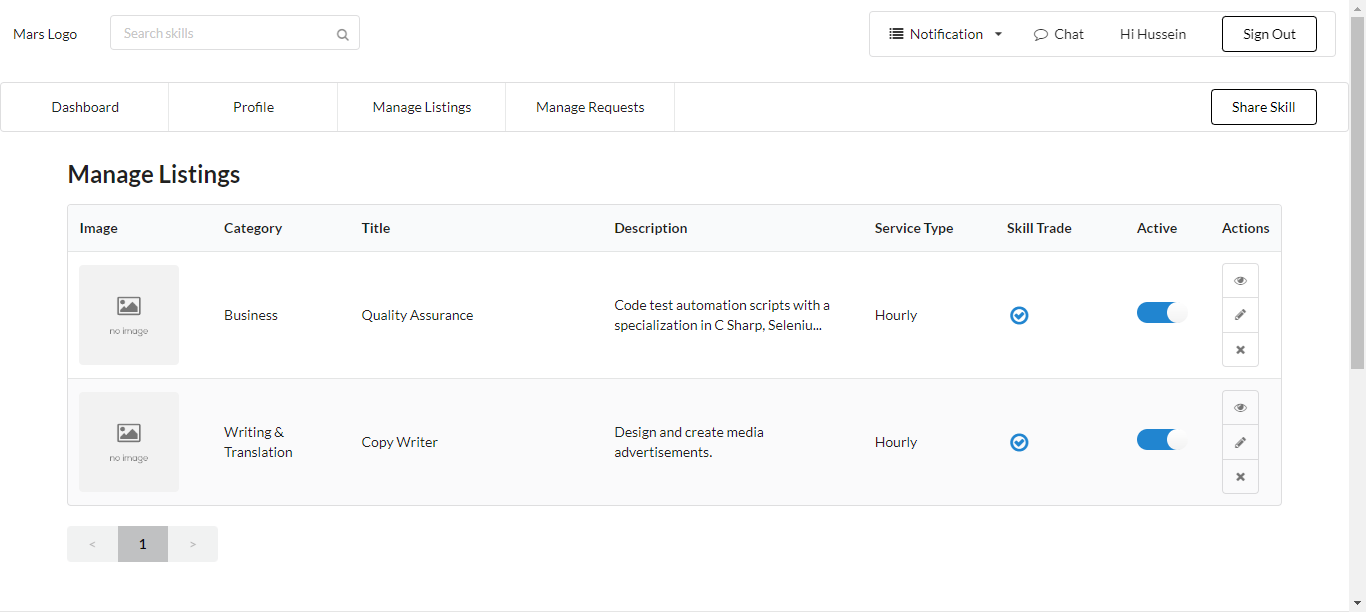 Mars Logo
Search skills
Notification
Chat
Hi Hussein
Sign Out
Dashboard
Profile
Manage Listings
Manage Requests
Share Skill
Manage Listings
Image Category Title Description Service Type Skill Trade Active Actions
no image
Business
Quality Assurance
Code test automation scripts with a
specialization in C Sharp, Seleniu...
Hourly
no image
Writing &
Translation
Copy Writer
Design and create media
advertisements.
Hourly
< 1 >